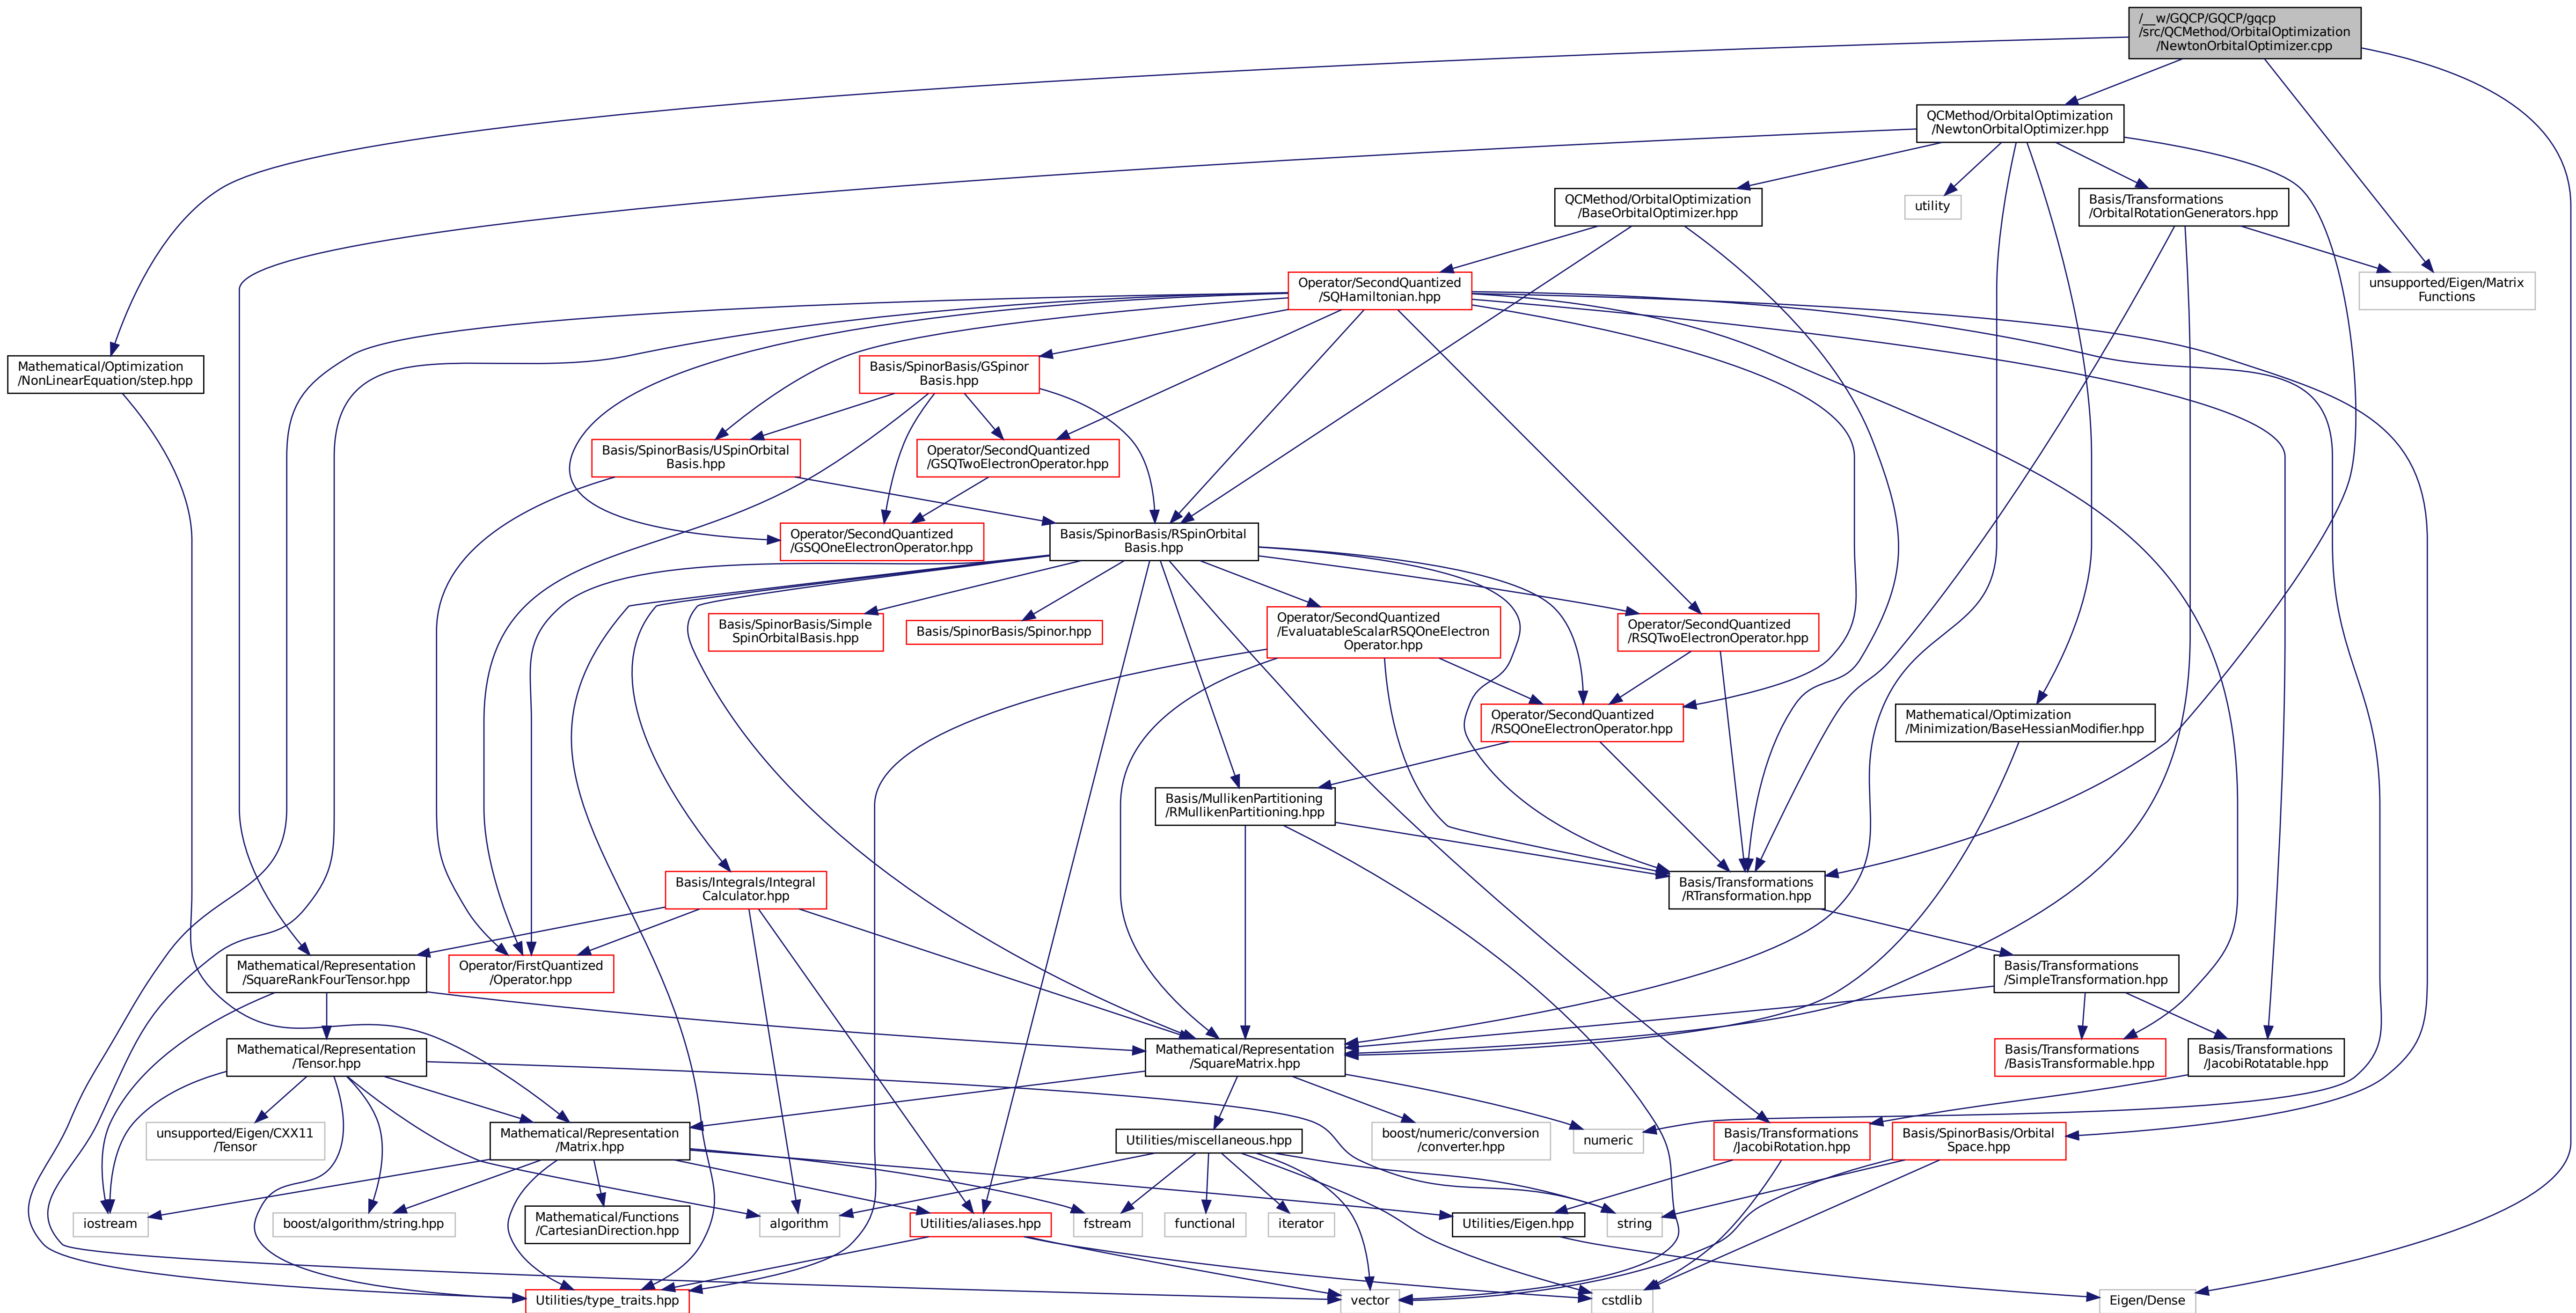 /__w/GQCP/GQCP/gqcp
/src/QCMethod/OrbitalOptimization
/NewtonOrbitalOptimizer.cpp
QCMethod/OrbitalOptimization
/NewtonOrbitalOptimizer.hpp
QCMethod/OrbitalOptimization
/BaseOrbitalOptimizer.hpp
utility
Basis/Transformations
/OrbitalRotationGenerators.hpp
Operator/SecondQuantized
/SQHamiltonian.hpp
unsupported/Eigen/Matrix
Functions
Mathematical/Optimization
/NonLinearEquation/step.hpp
Basis/SpinorBasis/GSpinor
Basis.hpp
Basis/SpinorBasis/USpinOrbital
Basis.hpp
Operator/SecondQuantized
/GSQTwoElectronOperator.hpp
Operator/SecondQuantized
/GSQOneElectronOperator.hpp
Basis/SpinorBasis/RSpinOrbital
Basis.hpp
Basis/SpinorBasis/Simple
SpinOrbitalBasis.hpp
Basis/SpinorBasis/Spinor.hpp
Operator/SecondQuantized
/EvaluatableScalarRSQOneElectron
Operator.hpp
Operator/SecondQuantized
/RSQTwoElectronOperator.hpp
Operator/SecondQuantized
/RSQOneElectronOperator.hpp
Mathematical/Optimization
/Minimization/BaseHessianModifier.hpp
Basis/MullikenPartitioning
/RMullikenPartitioning.hpp
Basis/Integrals/Integral
Calculator.hpp
Basis/Transformations
/RTransformation.hpp
Mathematical/Representation
/SquareRankFourTensor.hpp
Operator/FirstQuantized
/Operator.hpp
Basis/Transformations
/SimpleTransformation.hpp
Mathematical/Representation
/Tensor.hpp
Mathematical/Representation
/SquareMatrix.hpp
Basis/Transformations
/BasisTransformable.hpp
Basis/Transformations
/JacobiRotatable.hpp
unsupported/Eigen/CXX11
/Tensor
Mathematical/Representation
/Matrix.hpp
Utilities/miscellaneous.hpp
boost/numeric/conversion
/converter.hpp
numeric
Basis/Transformations
/JacobiRotation.hpp
Basis/SpinorBasis/Orbital
Space.hpp
iostream
boost/algorithm/string.hpp
Mathematical/Functions
/CartesianDirection.hpp
algorithm
Utilities/aliases.hpp
fstream
functional
iterator
Utilities/Eigen.hpp
string
Utilities/type_traits.hpp
vector
cstdlib
Eigen/Dense